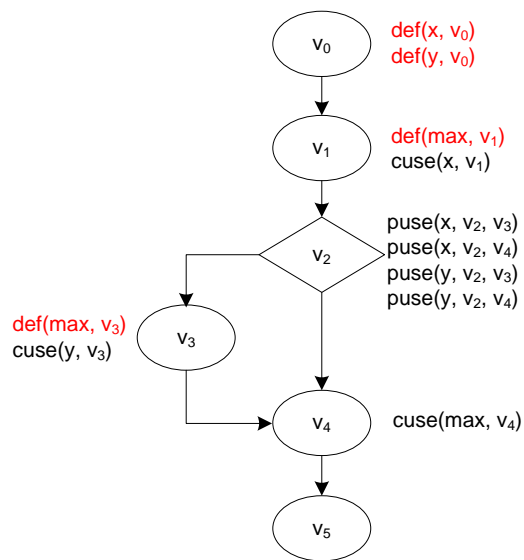 v₀
def(x, v₀)
def(y, v₀)
v₁
def(max, v₁)
cuse(x, v₁)
v₂
puse(x, v₂, v₃)
puse(x, v₂, v₄)
puse(y, v₂, v₃)
puse(y, v₂, v₄)
def(max, v₃)
cuse(y, v₃)
v₃
v₄
cuse(max, v₄)
v₅